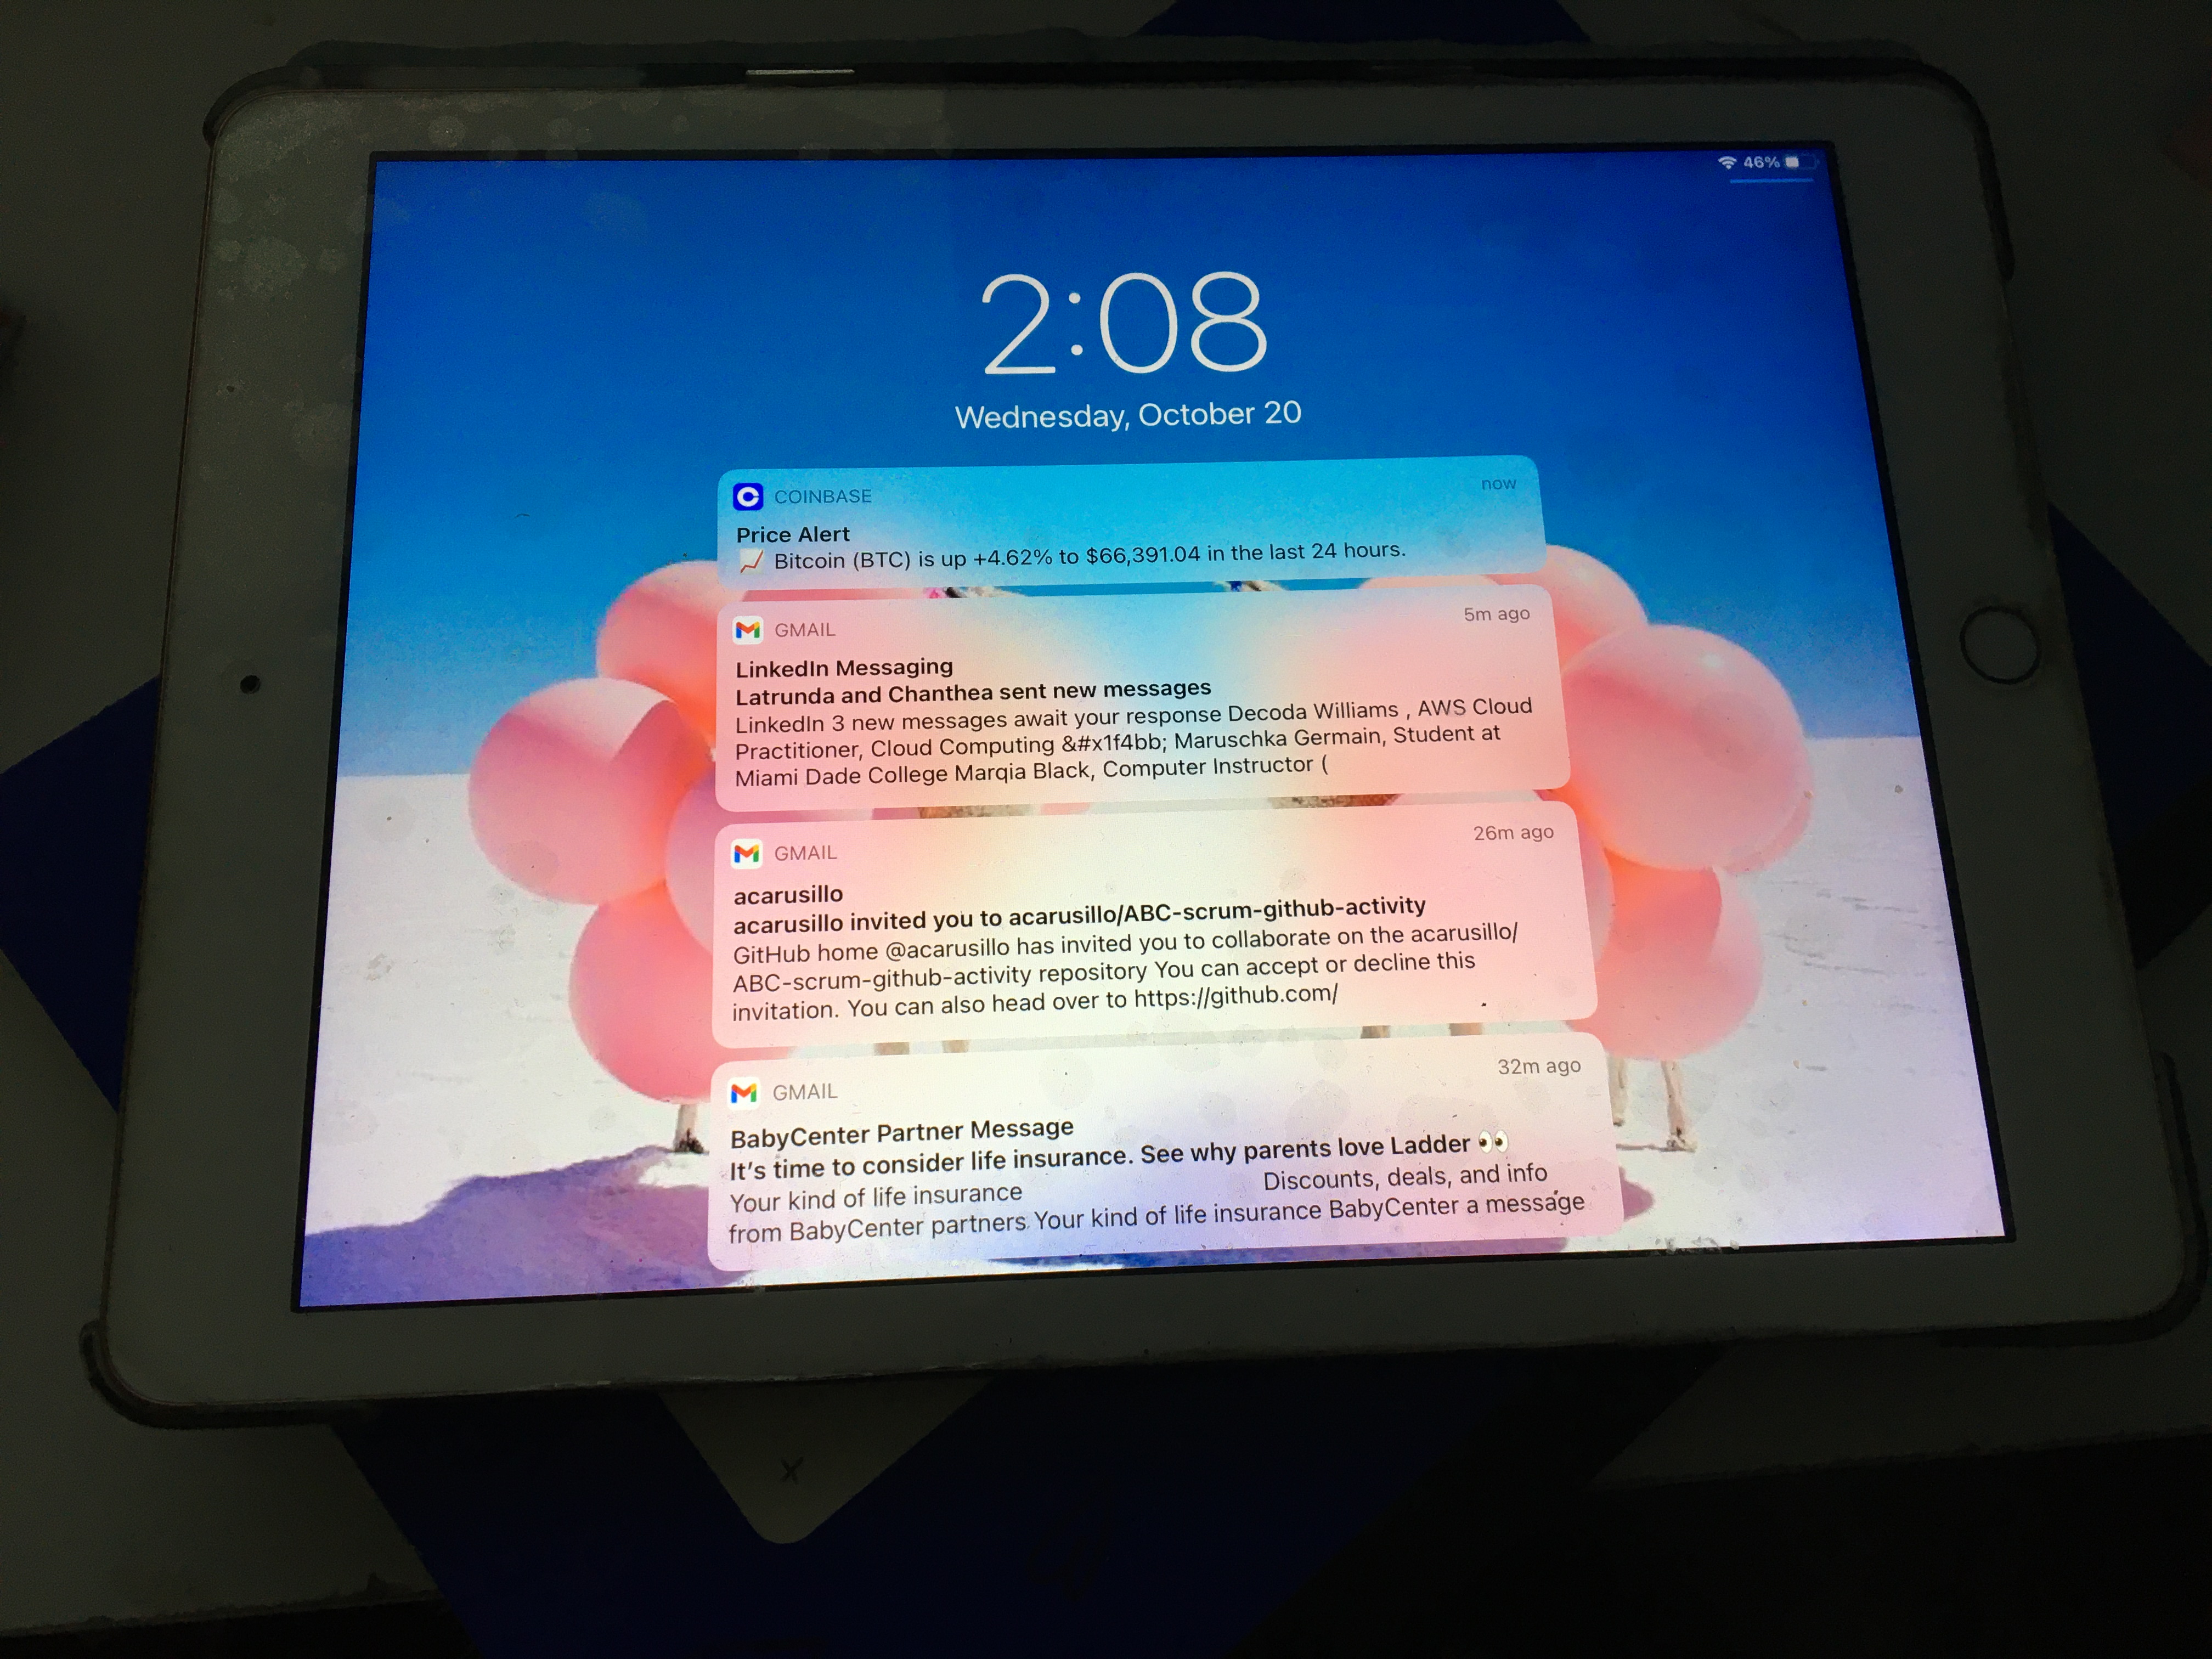 46%
2:08
Wednesday, October 20
COINBASE
now
Price Alert
📈 Bitcoin (BTC) is up +4.62% to $66,391.04 in the last 24 hours.
GMAIL
5m ago
LinkedIn Messaging
Latrunda and Chanthea sent new messages
LinkedIn 3 new messages await your response Decoda Williams , AWS Cloud
Practitioner, Cloud Computing &#x1f4bb; Maruschka Germain, Student at
Miami Dade College Marqia Black, Computer Instructor (
GMAIL
26m ago
acarusillo
acarusillo invited you to acarusillo/ABC-scrum-github-activity
GitHub home @acarusillo has invited you to collaborate on the acarusillo/
ABC-scrum-github-activity repository You can accept or decline this
invitation. You can also head over to https://github.com/
GMAIL
32m ago
BabyCenter Partner Message
It's time to consider life insurance. See why parents love Ladder 👀
Your kind of life insurance Discounts, deals, and info
from BabyCenter partners. Your kind of life insurance BabyCenter a message